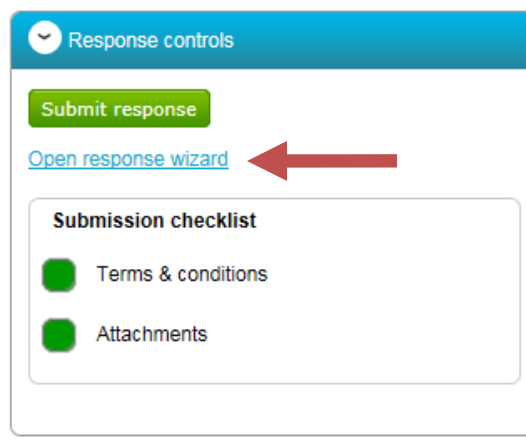 Response controls
Submit response
Open response wizard
Submission checklist
Terms & conditions
Attachments